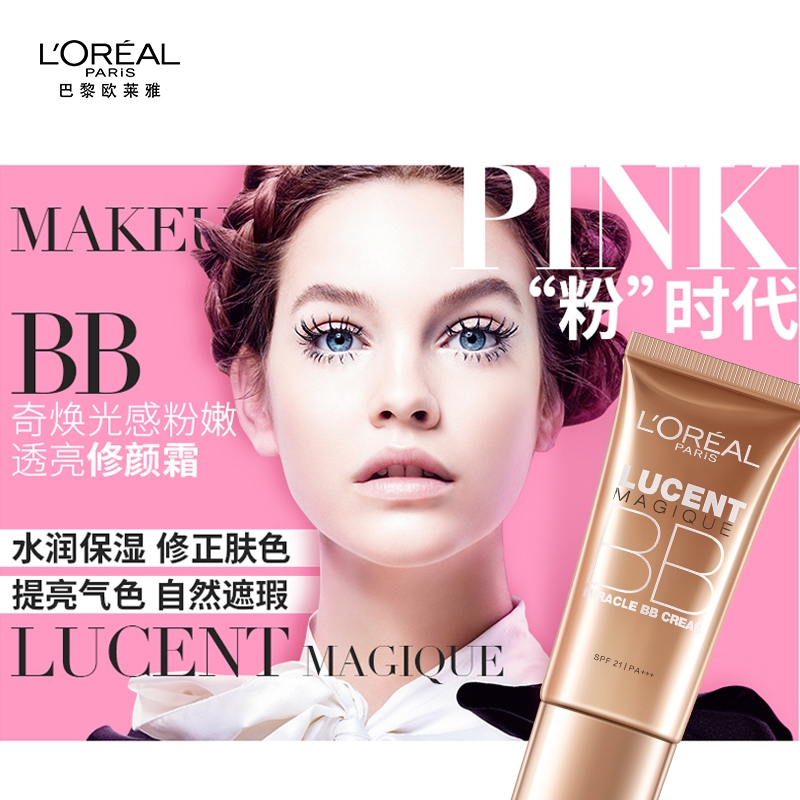 L'ORÉAL
PARiS
巴黎欧莱雅
PINK
MAKEU
“粉”时代
BB
奇焕光感粉嫩
透亮修颜霜
水润保湿 修正肤色
提亮气色 自然遮瑕
LUCENT MAGIQUE
L'ORÉAL
PARiS
LUCENT
MAGIQUE
BB
MIRACLE BB CREAM
SPF 21 | PA+++